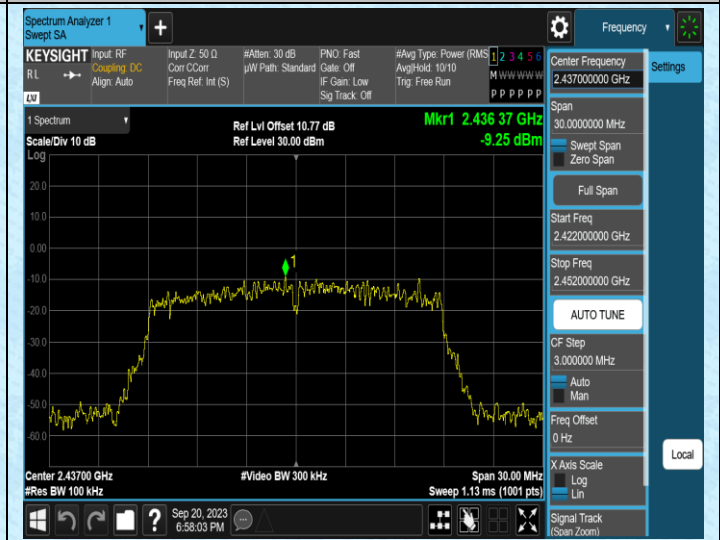 Spectrum Analyzer 1
Swept SA
Frequency
KEYSIGHT
RL
LXI
Input: RF
Coupling: DC
Align: Auto
Input Z: 50 Ω
Corr CCorr
Freq Ref: Int (S)
#Atten: 30 dB
µW Path: Standard
PNO: Fast
Gate: Off
IF Gain: Low
Sig Track: Off
#Avg Type: Power (RMS
Avg|Hold: 10/10
Trig: Free Run
1 2 3 4 5 6
M W W W W W
P P P P P P
1 Spectrum
Scale/Div 10 dB
Log
Ref Lvl Offset 10.77 dB
Ref Level 30.00 dBm
Mkr1 2.436 37 GHz
-9.25 dBm
20.0
10.0
0.00
-10.0
-20.0
-30.0
-40.0
-50.0
-60.0
1
Center 2.43700 GHz
#Res BW 100 kHz
#Video BW 300 kHz
Span 30.00 MHz
Sweep 1.13 ms (1001 pts)
Sep 20, 2023
6:58:03 PM
?
Center Frequency
2.437000000 GHz
Span
30.0000000 MHz
Swept Span
Zero Span
Full Span
Start Freq
2.422000000 GHz
Stop Freq
2.452000000 GHz
AUTO TUNE
CF Step
3.000000 MHz
Auto
Man
Freq Offset
0 Hz
X Axis Scale
Log
Lin
Signal Track
(Span Zoom)
Settings
Local